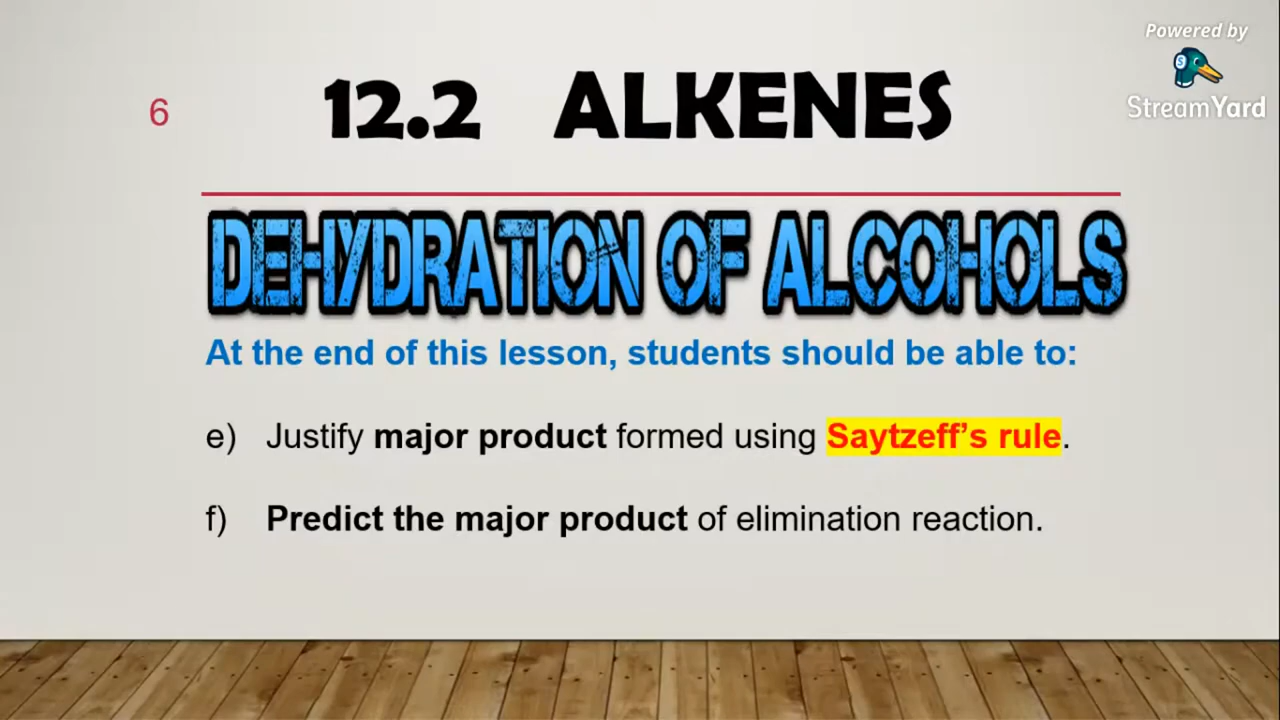 Powered by
StreamYard
6
12.2 ALKENES
DEHYDRATION OF ALCOHOLS
At the end of this lesson, students should be able to:
e) Justify major product formed using Saytzeff’s rule.
f) Predict the major product of elimination reaction.